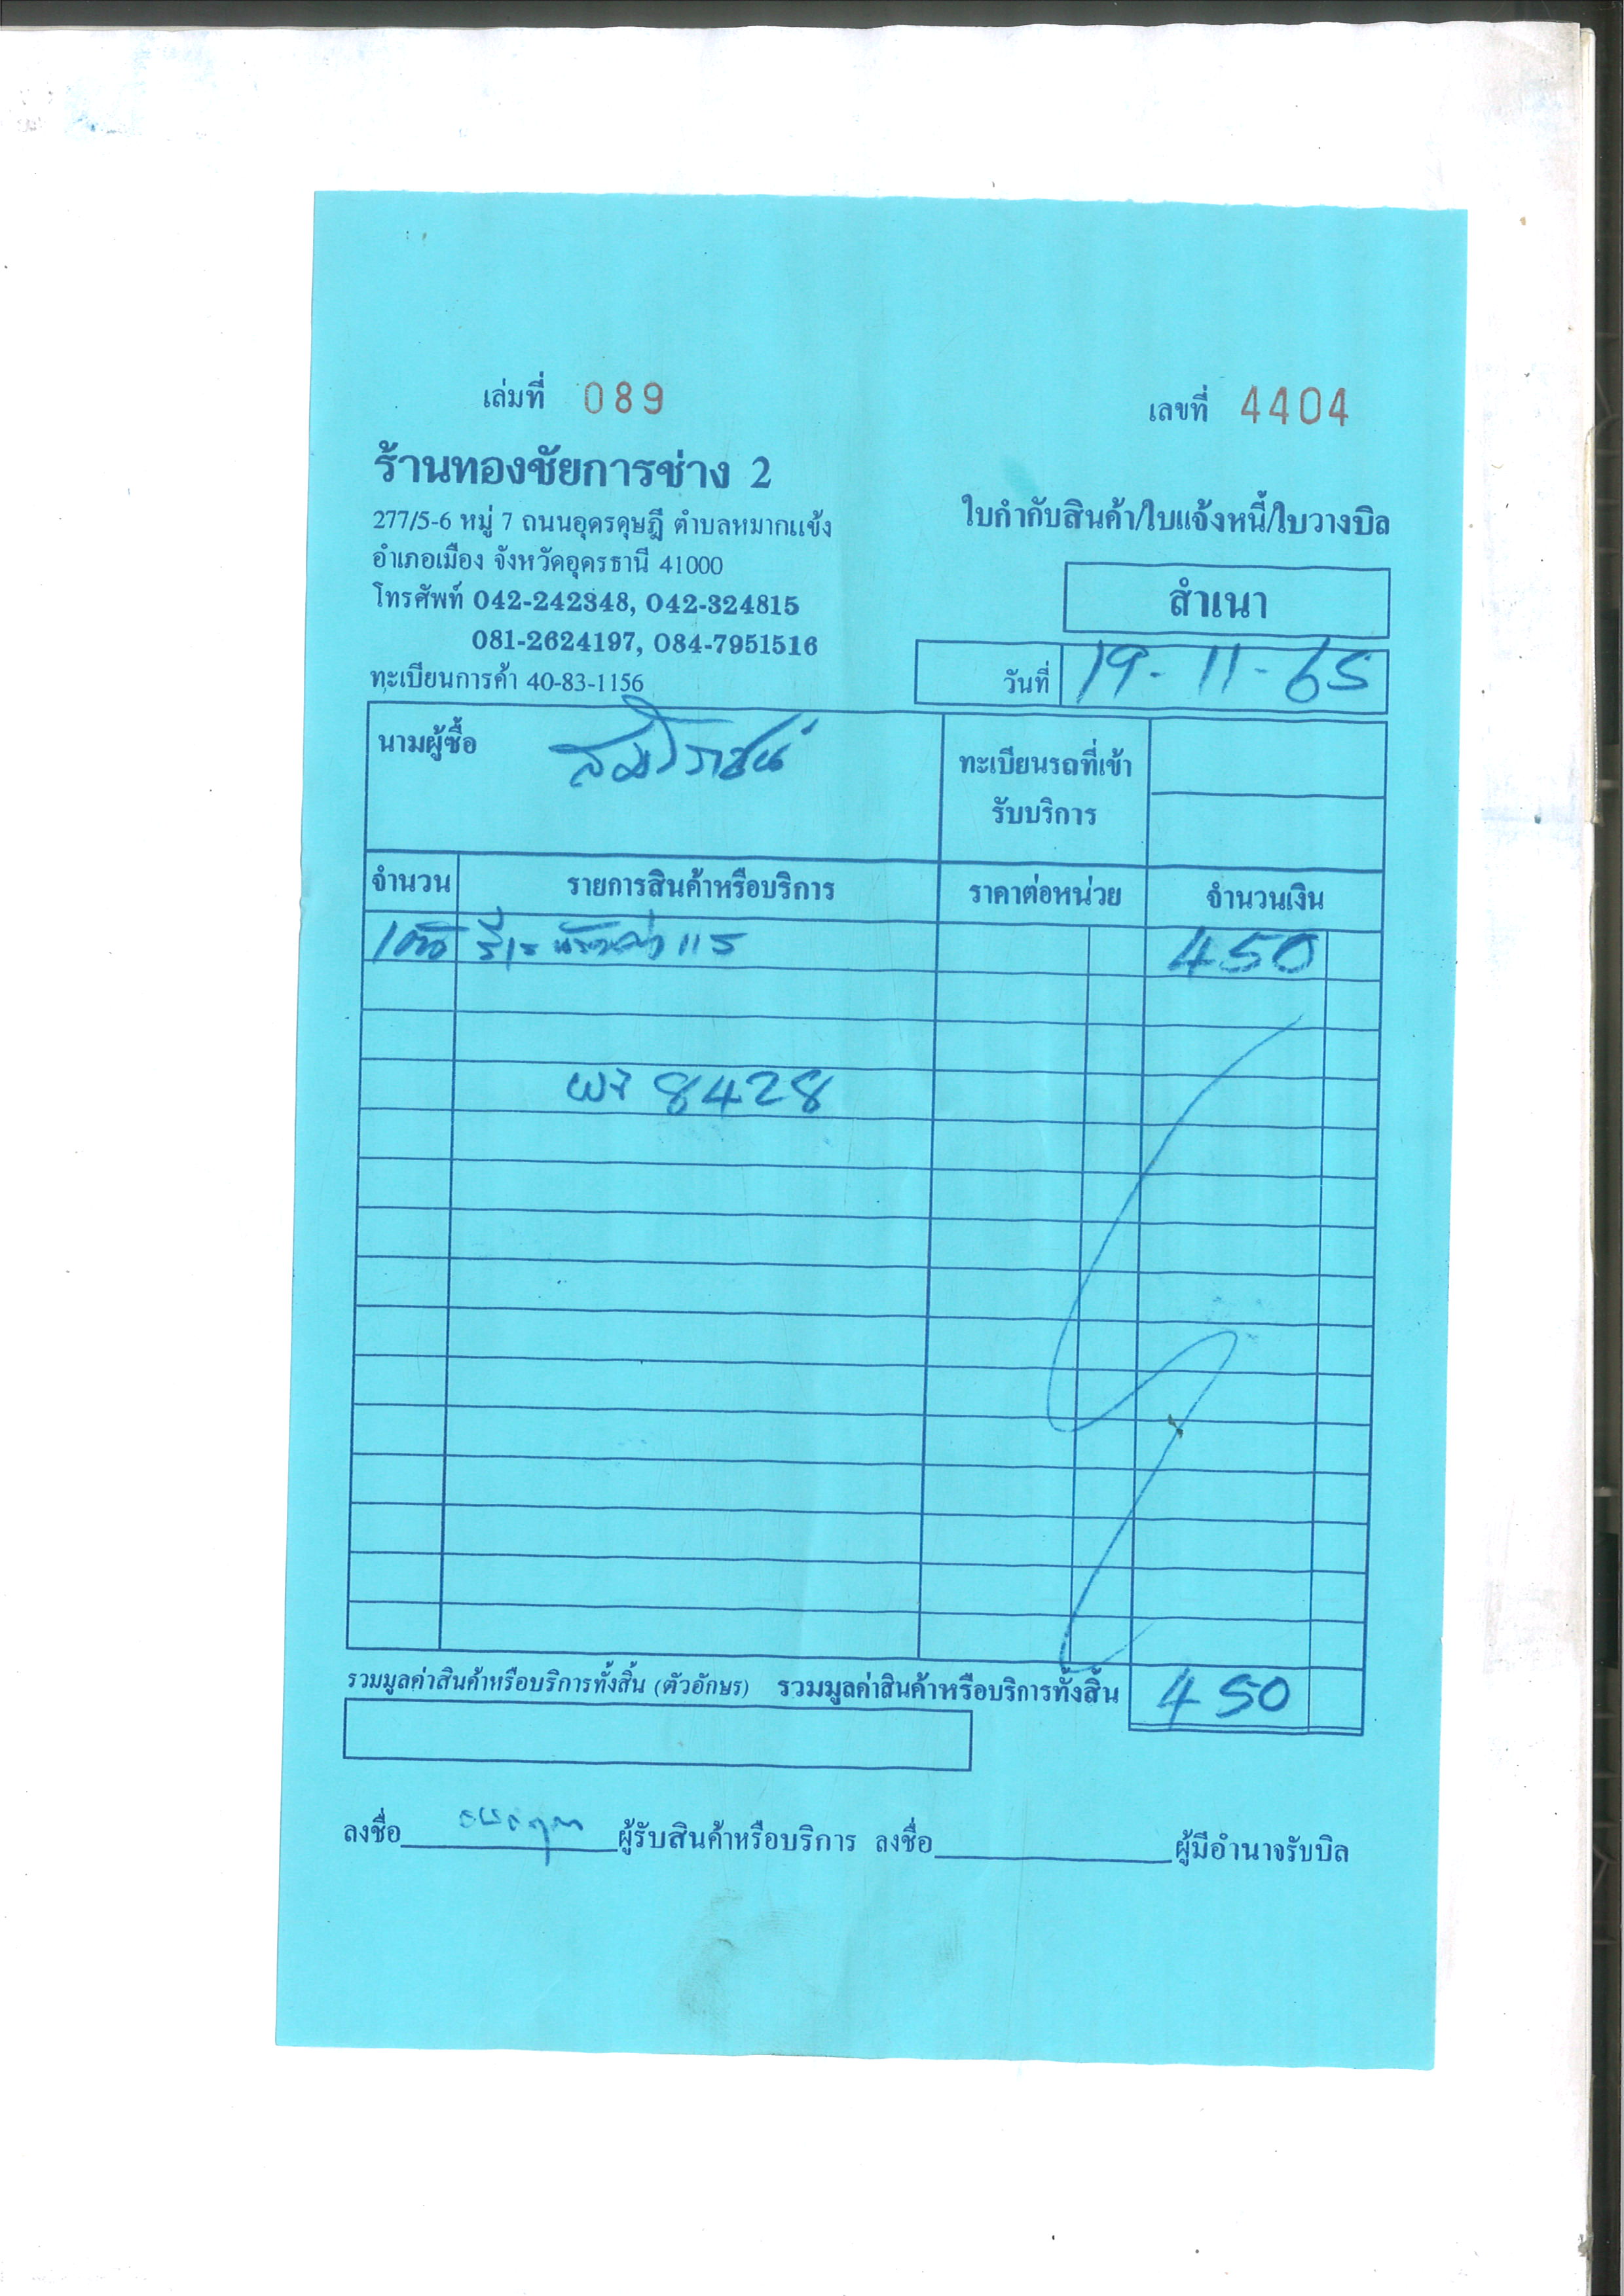 เล่มที่ 089
เลขที่ 4404
ร้านทองชัยการช่าง 2
277/5-6 หมู่ 7 ถนนอุดรดุษฎี ตำบลหมากแข้ง
อำเภอเมือง จังหวัดอุดรธานี 41000
โทรศัพท์ 042-242348, 042-324815
081-2624197, 084-7951516
ทะเบียนการค้า 40-83-1156
ใบกำกับสินค้า/ใบแจ้งหนี้/ใบวางบิล
สำเนา
วันที่ 19-11-65
นามผู้ซื้อ
ทะเบียนรถที่เข้า
รับบริการ
จำนวน รายการสินค้าหรือบริการ ราคาต่อหน่วย จำนวนเงิน
115 450
8428
รวมมูลค่าสินค้าหรือบริการทั้งสิ้น (ตัวอักษร) รวมมูลค่าสินค้าหรือบริการทั้งสิ้น 450
ลงชื่อ ผู้รับสินค้าหรือบริการ ลงชื่อ ผู้มีอำนาจรับบิล